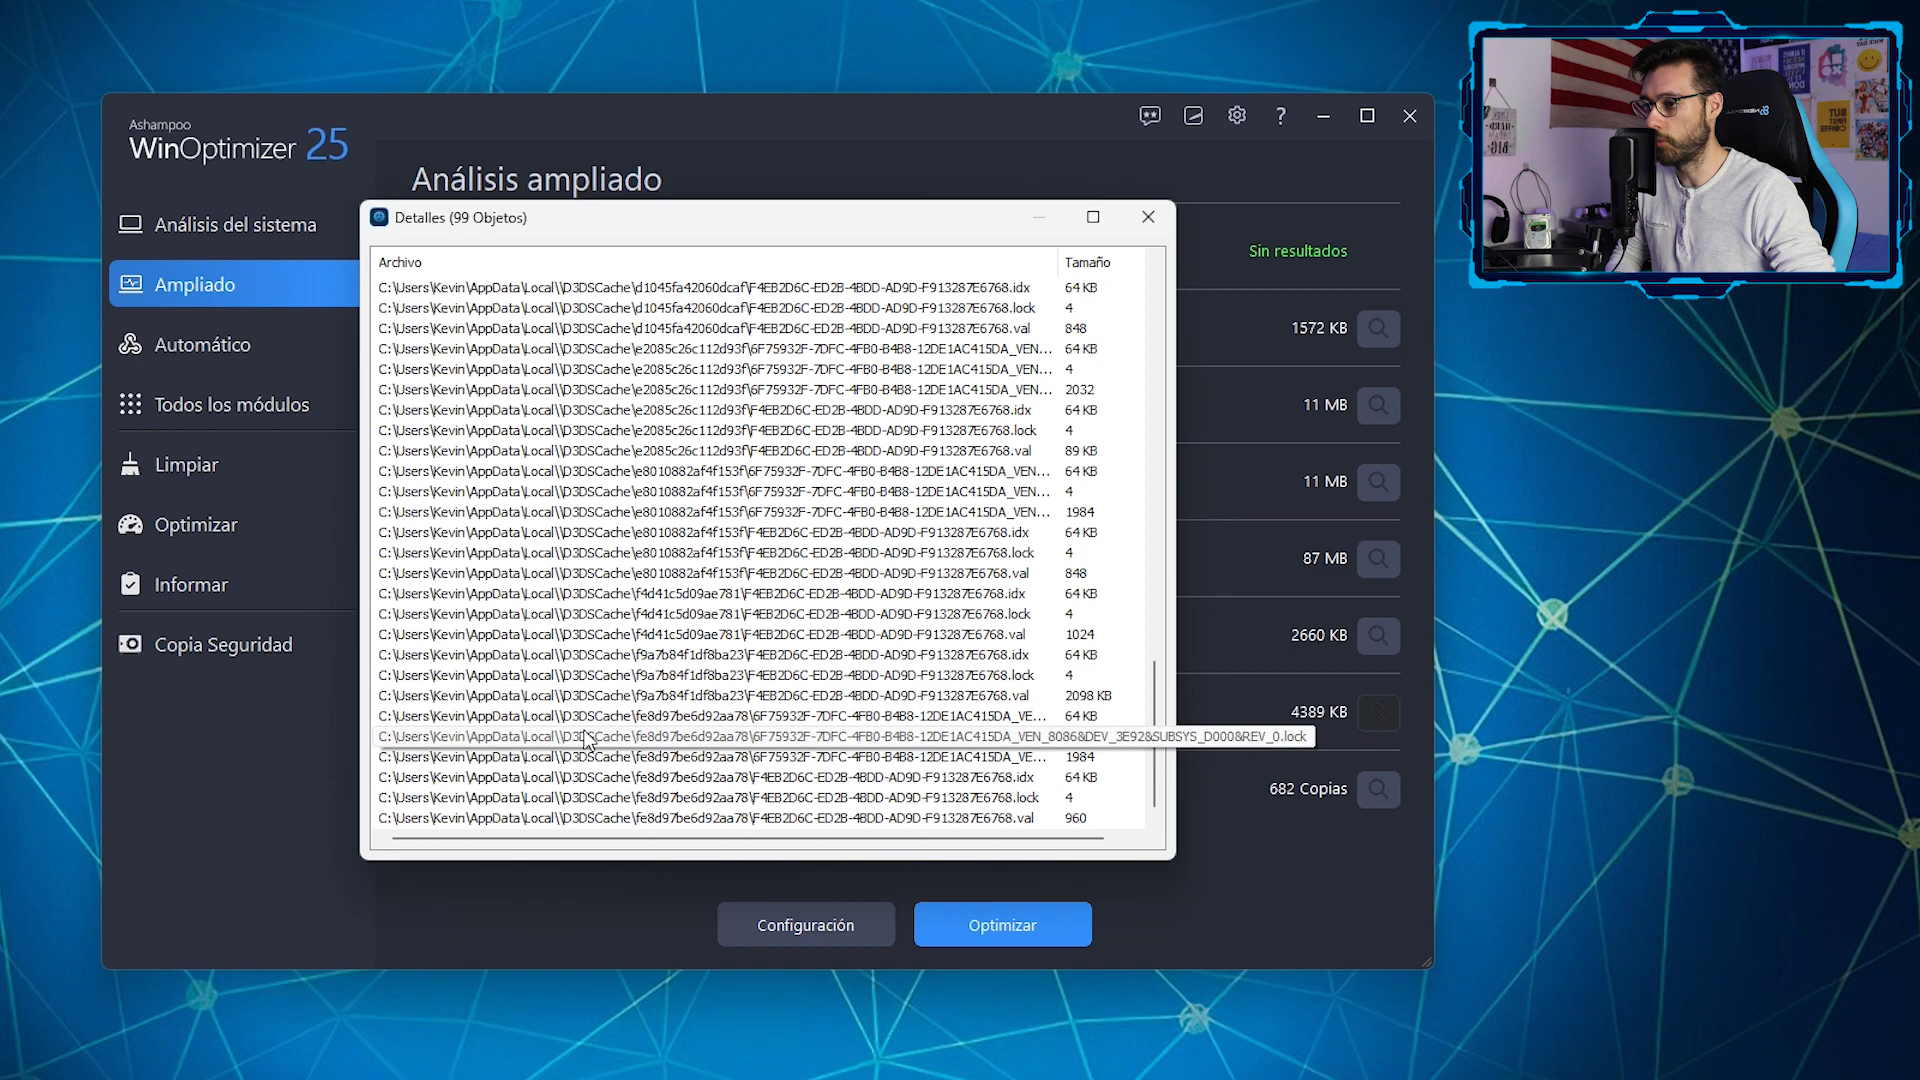 Ashampoo
WinOptimizer 25
Análisis del sistema
Ampliado
Automático
Todos los módulos
Limpiar
Optimizar
Informar
Copia Seguridad
?
Análisis ampliado
Sin resultados
1572 KB
11 MB
11 MB
87 MB
2660 KB
4389 KB
682 Copias
Detalles (99 Objetos)
Archivo Tamaño
C:\Users\Kevin\AppData\Local\\D3DSCache\d1045fa42060dcaf\F4EB2D6C-ED2B-4BDD-AD9D-F913287E6768.idx 64 KB
C:\Users\Kevin\AppData\Local\\D3DSCache\d1045fa42060dcaf\F4EB2D6C-ED2B-4BDD-AD9D-F913287E6768.lock 4
C:\Users\Kevin\AppData\Local\\D3DSCache\d1045fa42060dcaf\F4EB2D6C-ED2B-4BDD-AD9D-F913287E6768.val 848
C:\Users\Kevin\AppData\Local\\D3DSCache\e2085c26c112d93f\6F75932F-7DFC-4FB0-B4B8-12DE1AC415DA_VEN... 64 KB
C:\Users\Kevin\AppData\Local\\D3DSCache\e2085c26c112d93f\6F75932F-7DFC-4FB0-B4B8-12DE1AC415DA_VEN... 4
C:\Users\Kevin\AppData\Local\\D3DSCache\e2085c26c112d93f\6F75932F-7DFC-4FB0-B4B8-12DE1AC415DA_VEN... 2032
C:\Users\Kevin\AppData\Local\\D3DSCache\e2085c26c112d93f\F4EB2D6C-ED2B-4BDD-AD9D-F913287E6768.idx 64 KB
C:\Users\Kevin\AppData\Local\\D3DSCache\e2085c26c112d93f\F4EB2D6C-ED2B-4BDD-AD9D-F913287E6768.lock 4
C:\Users\Kevin\AppData\Local\\D3DSCache\e2085c26c112d93f\F4EB2D6C-ED2B-4BDD-AD9D-F913287E6768.val 89 KB
C:\Users\Kevin\AppData\Local\\D3DSCache\e8010882af4f153f\6F75932F-7DFC-4FB0-B4B8-12DE1AC415DA_VEN... 64 KB
C:\Users\Kevin\AppData\Local\\D3DSCache\e8010882af4f153f\6F75932F-7DFC-4FB0-B4B8-12DE1AC415DA_VEN... 4
C:\Users\Kevin\AppData\Local\\D3DSCache\e8010882af4f153f\6F75932F-7DFC-4FB0-B4B8-12DE1AC415DA_VEN... 1984
C:\Users\Kevin\AppData\Local\\D3DSCache\e8010882af4f153f\F4EB2D6C-ED2B-4BDD-AD9D-F913287E6768.idx 64 KB
C:\Users\Kevin\AppData\Local\\D3DSCache\e8010882af4f153f\F4EB2D6C-ED2B-4BDD-AD9D-F913287E6768.lock 4
C:\Users\Kevin\AppData\Local\\D3DSCache\e8010882af4f153f\F4EB2D6C-ED2B-4BDD-AD9D-F913287E6768.val 848
C:\Users\Kevin\AppData\Local\\D3DSCache\f4d41c5d09ae781\F4EB2D6C-ED2B-4BDD-AD9D-F913287E6768.idx 64 KB
C:\Users\Kevin\AppData\Local\\D3DSCache\f4d41c5d09ae781\F4EB2D6C-ED2B-4BDD-AD9D-F913287E6768.lock 4
C:\Users\Kevin\AppData\Local\\D3DSCache\f4d41c5d09ae781\F4EB2D6C-ED2B-4BDD-AD9D-F913287E6768.val 1024
C:\Users\Kevin\AppData\Local\\D3DSCache\f9a7b84f1df8ba23\F4EB2D6C-ED2B-4BDD-AD9D-F913287E6768.idx 64 KB
C:\Users\Kevin\AppData\Local\\D3DSCache\f9a7b84f1df8ba23\F4EB2D6C-ED2B-4BDD-AD9D-F913287E6768.lock 4
C:\Users\Kevin\AppData\Local\\D3DSCache\f9a7b84f1df8ba23\F4EB2D6C-ED2B-4BDD-AD9D-F913287E6768.val 2098 KB
C:\Users\Kevin\AppData\Local\\D3DSCache\fe8d97be6d92aa78\6F75932F-7DFC-4FB0-B4B8-12DE1AC415DA_VE... 64 KB
C:\Users\Kevin\AppData\Local\\D3DSCache\fe8d97be6d92aa78\6F75932F-7DFC-4FB0-B4B8-12DE1AC415DA_VEN_8086&DEV_3E92&SUBSYS_D000&REV_0.lock
C:\Users\Kevin\AppData\Local\\D3DSCache\fe8d97be6d92aa78\6F75932F-7DFC-4FB0-B4B8-12DE1AC415DA_VE... 1984
C:\Users\Kevin\AppData\Local\\D3DSCache\fe8d97be6d92aa78\F4EB2D6C-ED2B-4BDD-AD9D-F913287E6768.idx 64 KB
C:\Users\Kevin\AppData\Local\\D3DSCache\fe8d97be6d92aa78\F4EB2D6C-ED2B-4BDD-AD9D-F913287E6768.lock 4
C:\Users\Kevin\AppData\Local\\D3DSCache\fe8d97be6d92aa78\F4EB2D6C-ED2B-4BDD-AD9D-F913287E6768.val 960
Configuración
Optimizar
BUT
FIRST
COFFEE